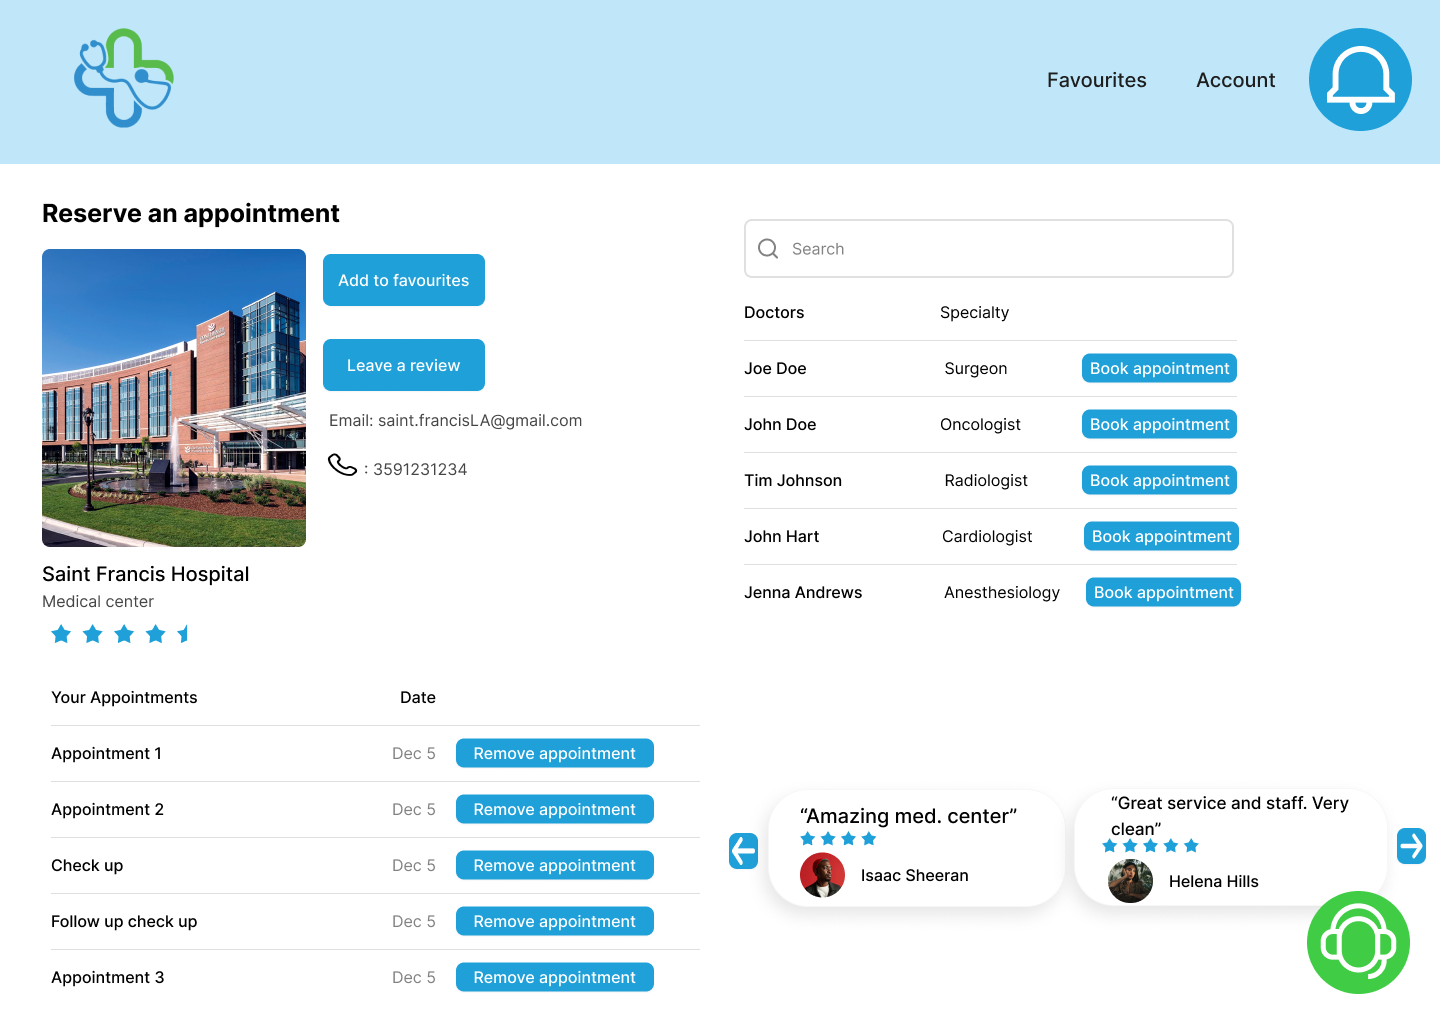 Favourites
Account
Reserve an appointment
Add to favourites
Leave a review
Email: saint.francisLA@gmail.com
: 3591231234
Saint Francis Hospital
Medical center
Search
Doctors Specialty
Joe Doe Surgeon Book appointment
John Doe Oncologist Book appointment
Tim Johnson Radiologist Book appointment
John Hart Cardiologist Book appointment
Jenna Andrews Anesthesiology Book appointment
Your Appointments Date
Appointment 1 Dec 5 Remove appointment
Appointment 2 Dec 5 Remove appointment
Check up Dec 5 Remove appointment
Follow up check up Dec 5 Remove appointment
Appointment 3 Dec 5 Remove appointment
“Amazing med. center”
Isaac Sheeran
“Great service and staff. Very
clean”
Helena Hills